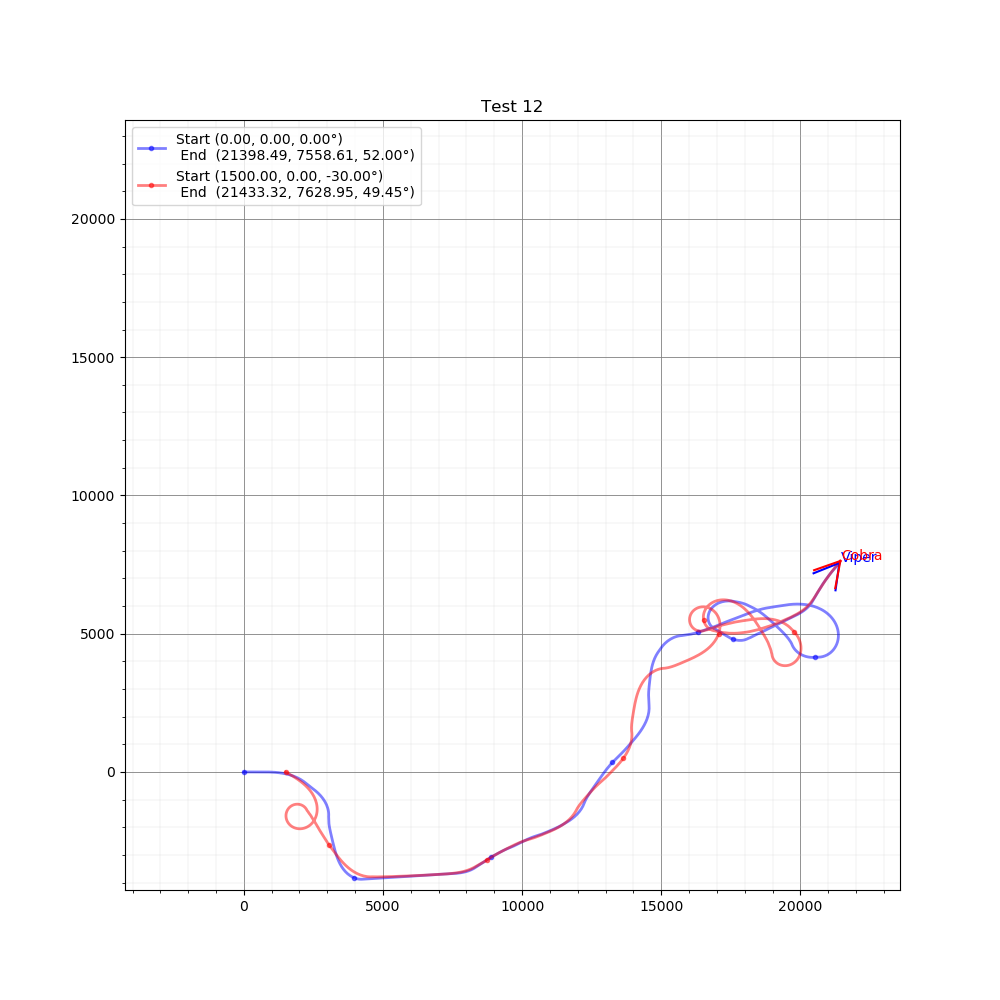 Test 12
Start (0.00, 0.00, 0.00°)
End (21398.49, 7558.61, 52.00°)
Start (1500.00, 0.00, -30.00°)
End (21433.32, 7628.95, 49.45°)
20000
15000
10000
Cobra
Viper
5000
0
0 5000 10000 15000 20000